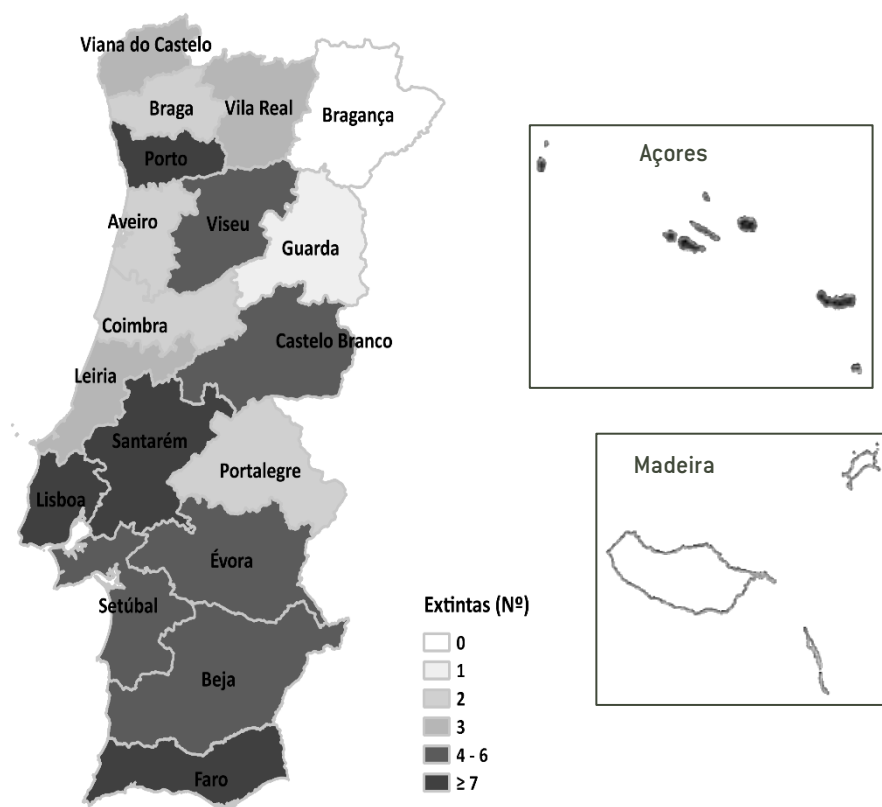 Viana do Castelo
Braga
Vila Real
Bragança
Porto
Açores
Aveiro
Viseu
Guarda
Coimbra
Castelo Branco
Leiria
Santarém
Portalegre
Madeira
Lisboa
Évora
Setúbal
Extintas (Nº)
0
1
2
3
4 - 6
≥ 7
Beja
Faro